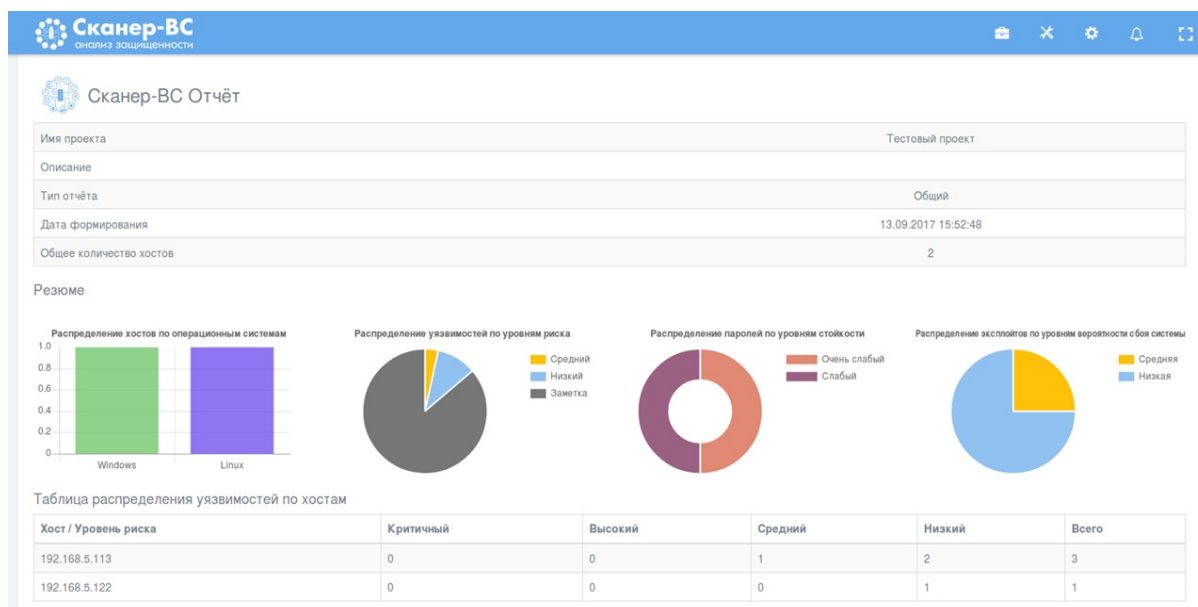 Сканер-ВС
анализ защищенности
Сканер-ВС Отчёт
Имя проекта Тестовый проект
Описание
Тип отчёта Общий
Дата формирования 13.09.2017 15:52:48
Общее количество хостов 2
Резюме
Распределение хостов по операционным системам
1.0
0.8
0.6
0.4
0.2
0
Windows Linux
Распределение уязвимостей по уровням риска
Средний
Низкий
Заметка
Распределение паролей по уровням стойкости
Очень слабый
Слабый
Распределение эксплойтов по уровням вероятности сбоя системы
Средняя
Низкая
Таблица распределения уязвимостей по хостам
Хост / Уровень риска Критичный Высокий Средний Низкий Всего
192.168.5.113 0 0 1 2 3
192.168.5.122 0 0 0 1 1